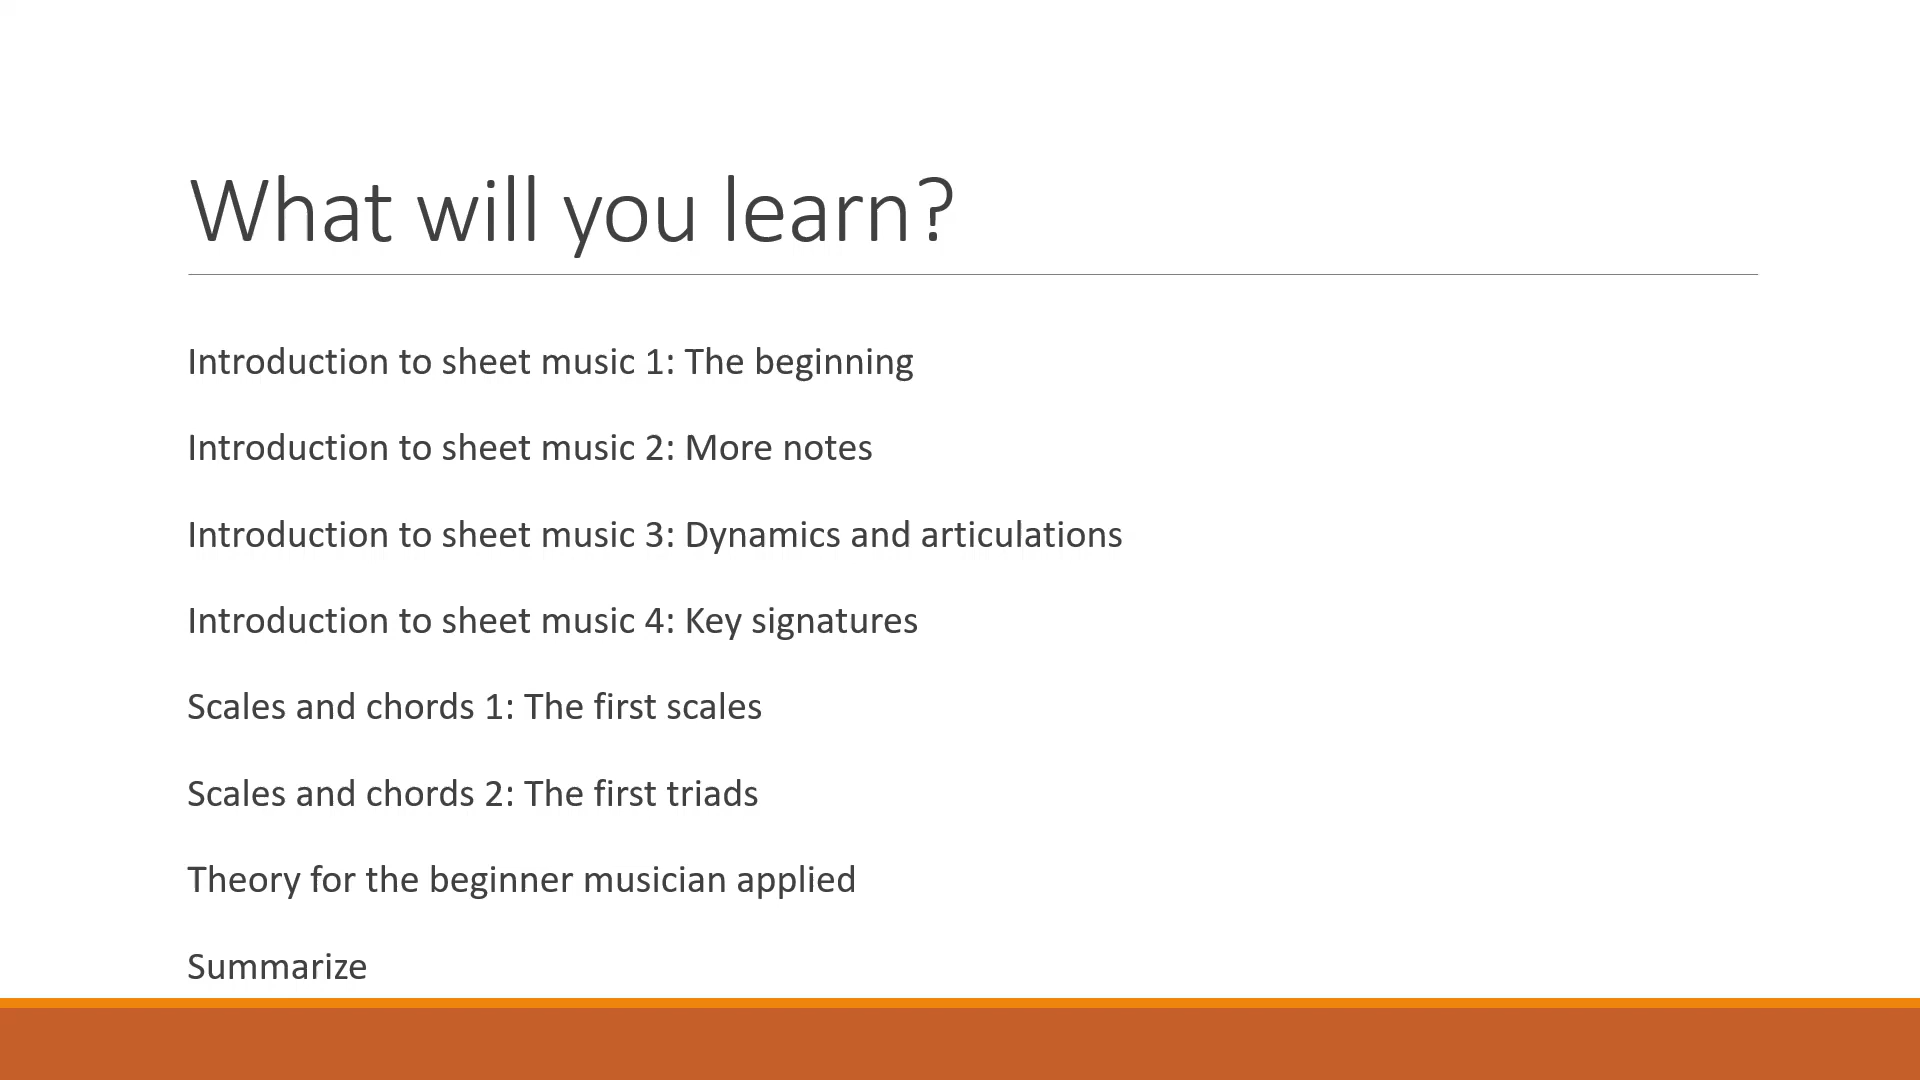 What will you learn?
Introduction to sheet music 1: The beginning
Introduction to sheet music 2: More notes
Introduction to sheet music 3: Dynamics and articulations
Introduction to sheet music 4: Key signatures
Scales and chords 1: The first scales
Scales and chords 2: The first triads
Theory for the beginner musician applied
Summarize